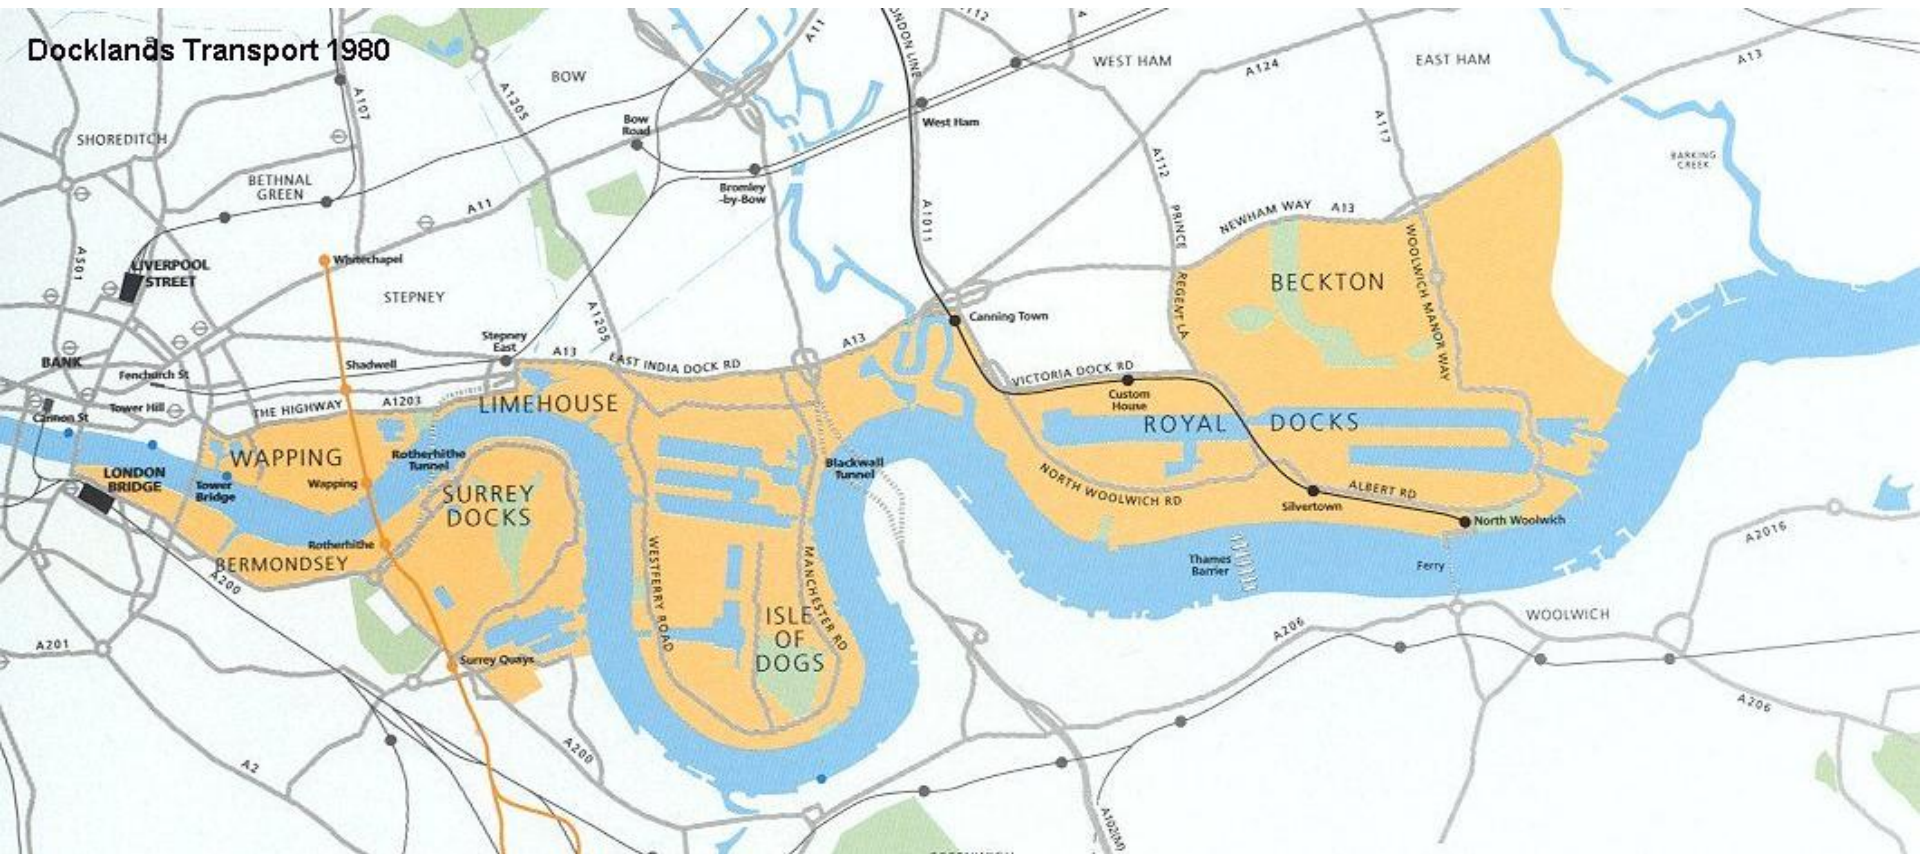 Docklands Transport 1980
A11
A112
LONDON LINE
WEST HAM
A124
EAST HAM
A13
BOW
A107
A1205
SHOREDITCH
Bow
Road
West Ham
A117
BETHNAL
GREEN
A11
Bromley
-by-Bow
A1011
A112
PRINCE
REGENT LA
BARKING
CREEK
NEWHAM WAY
A13
WOOLWICH MANOR WAY
A501
LIVERPOOL
STREET
Whitechapel
STEPNEY
BECKTON
A1205
Stepney
East
Canning Town
A13
EAST INDIA DOCK RD
A13
BANK
Fenchurch St
Shadwell
VICTORIA DOCK RD
Custom
House
Cannon St
Tower Hill
THE HIGHWAY
A1203
LIMEHOUSE
ROYAL DOCKS
WAPPING
Rotherhithe
Tunnel
Blackwall
Tunnel
LONDON
BRIDGE
Tower
Bridge
Wapping
SURREY
DOCKS
NORTH WOOLWICH RD
ALBERT RD
Silvertown
North Woolwich
Rotherhithe
BERMONDSEY
A200
WESTFERRY ROAD
MANCHESTER RD
Thames
Barrier
Ferry
A2016
ISLE
OF
DOGS
A201
Surrey Quays
A206
WOOLWICH
A2
A200
A206
A102(M)